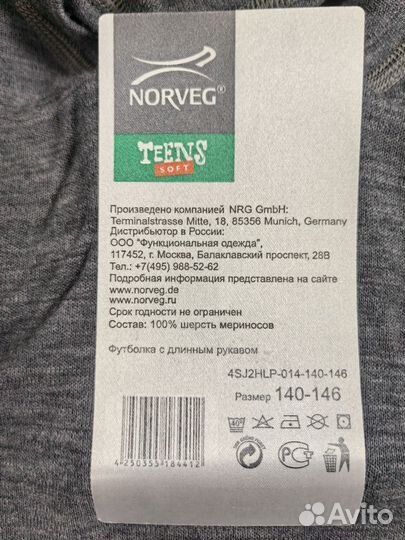 NORVEG®
TEENS
SOFT
Произведено компанией NRG GmbH:
Terminalstrasse Mitte, 18, 85356 Munich, Germany
Дистрибьютор в России:
ООО "Функциональная одежда",
117452, г. Москва, Балаклавский проспект, 28В
Тел.: +7(495) 988-52-62
Подробная информация представлена на сайте
www.norveg.de
www.norveg.ru
Срок годности не ограничен
Состав: 100% шерсть мериносов
Футболка с длинным рукавом
4SJ2HLP-014-140-146
Размер 140-146
40°
4 250355 184412
Avito